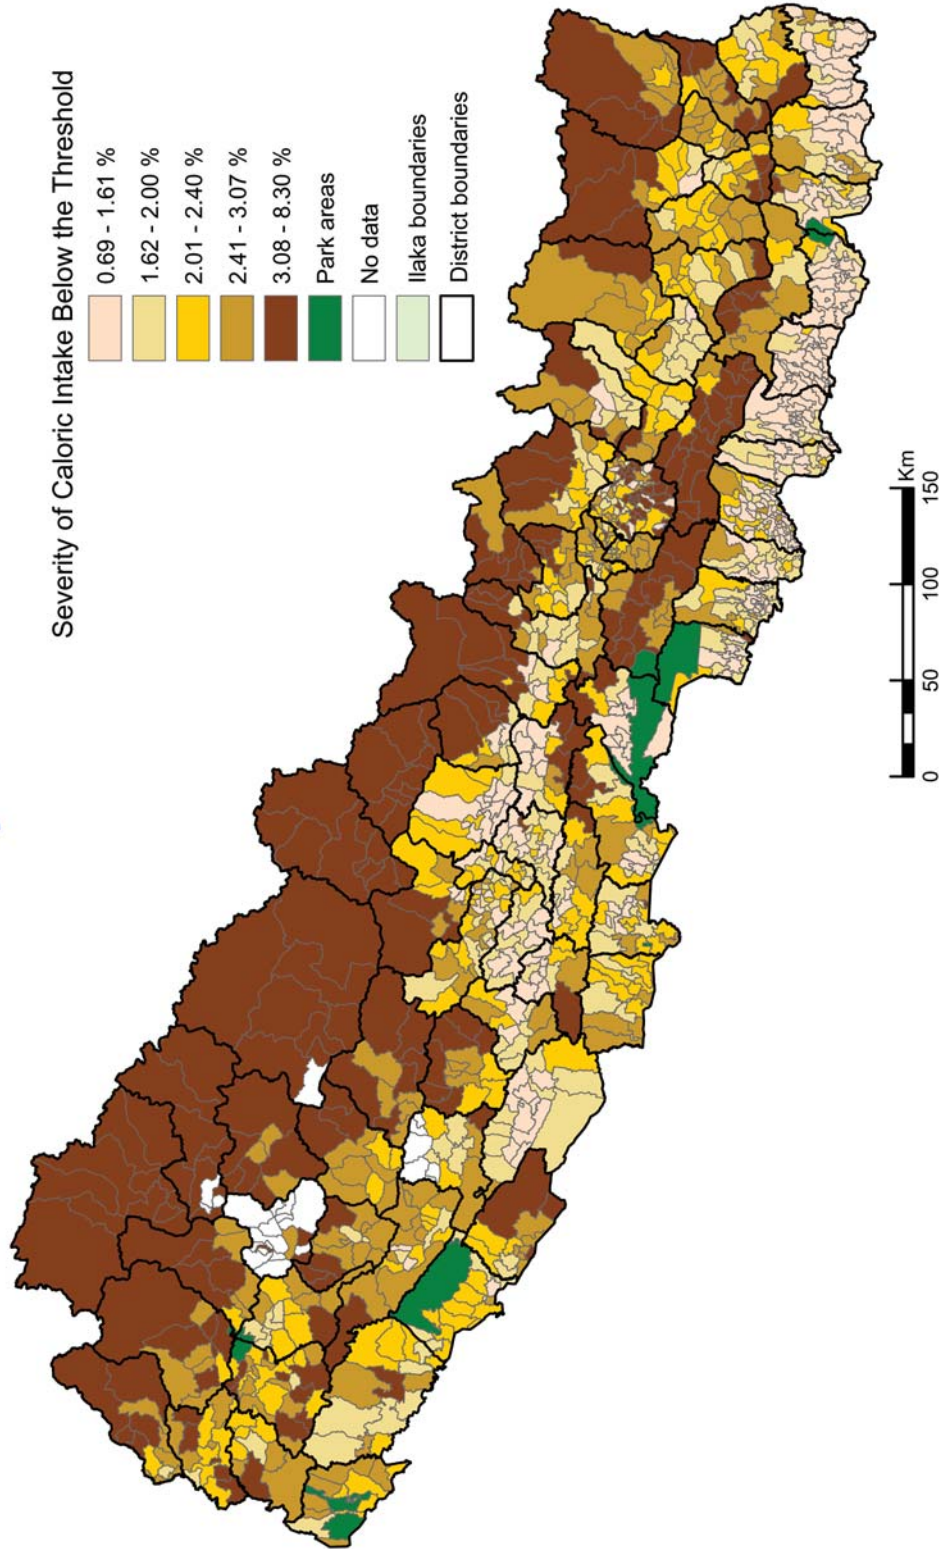 Severity of Caloric Intake Below the Threshold
0.69 - 1.61 %
1.62 - 2.00 %
2.01 - 2.40 %
2.41 - 3.07 %
3.08 - 8.30 %
Park areas
No data
Ilaka boundaries
District boundaries
Km
0 50 100 150